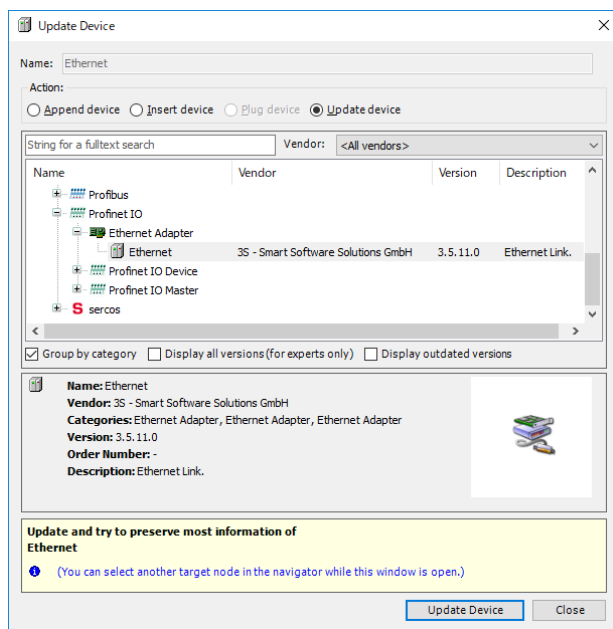 Update Device
Name: Ethernet
Action:
Append device Insert device Plug device Update device
String for a fulltext search Vendor: <All vendors>
Name Vendor Version Description
Profibus
Profinet IO
Ethernet Adapter
Ethernet 3S - Smart Software Solutions GmbH 3.5.11.0 Ethernet Link.
Profinet IO Device
Profinet IO Master
S sercos
Group by category Display all versions (for experts only) Display outdated versions
Name: Ethernet
Vendor: 3S - Smart Software Solutions GmbH
Categories: Ethernet Adapter, Ethernet Adapter, Ethernet Adapter
Version: 3.5.11.0
Order Number: -
Description: Ethernet Link.
Update and try to preserve most information of
Ethernet
(You can select another target node in the navigator while this window is open.)
Update Device Close